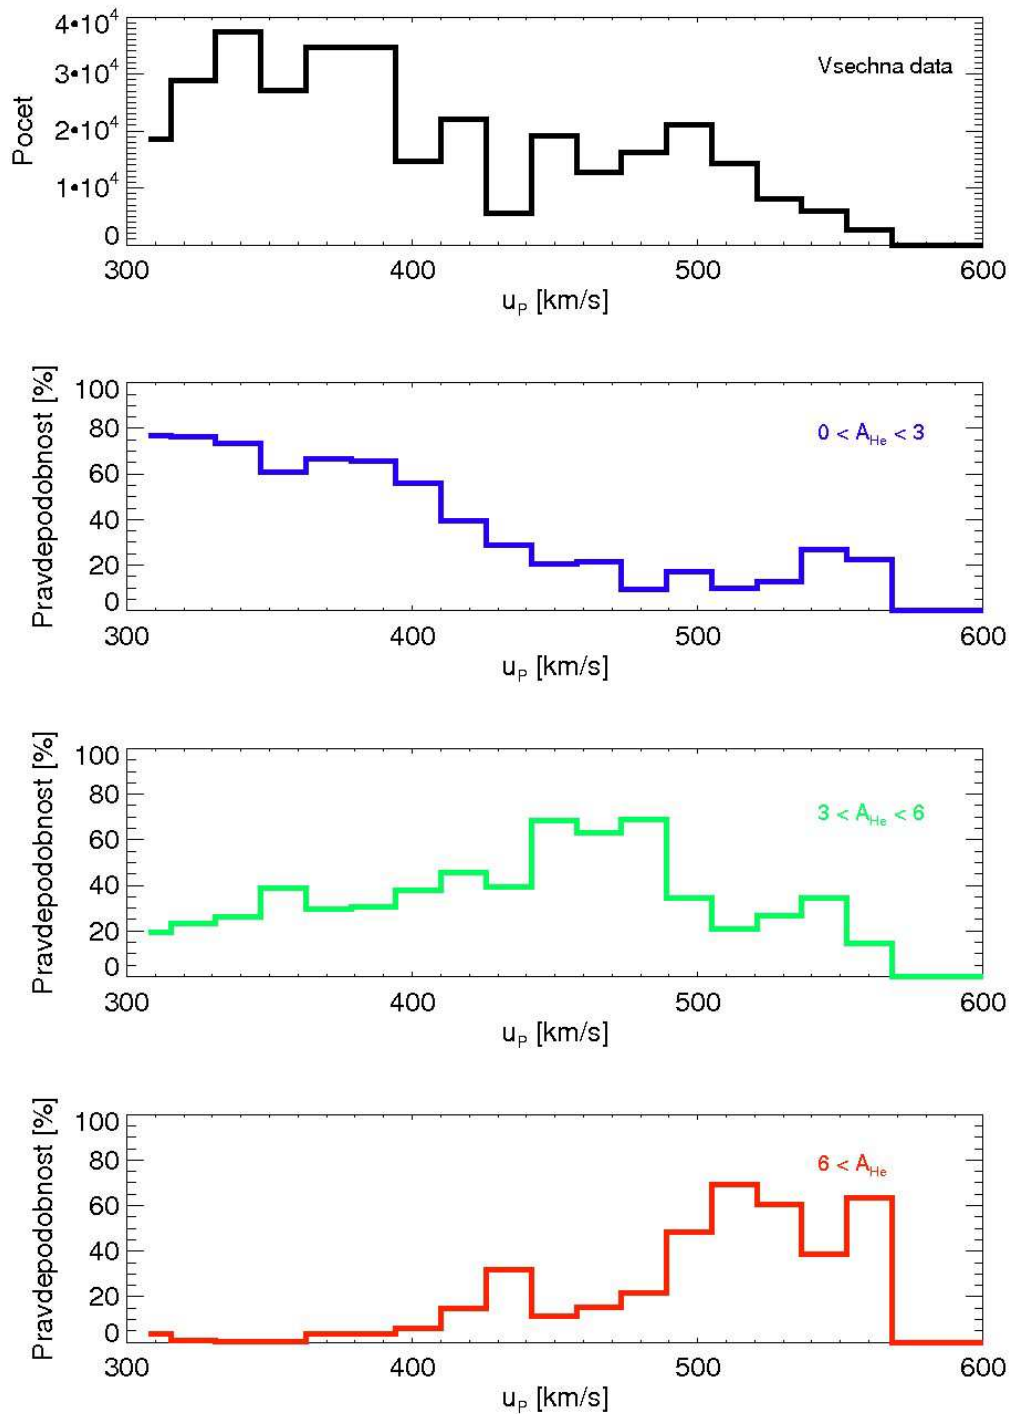 4•10⁴
3•10⁴
2•10⁴
1•10⁴
0
Pocet
Vsechna data
300 400 500 600
u_P [km/s]
100
80
60
40
20
0
Pravdepodobnost [%]
0 < A_He < 3
300 400 500 600
u_P [km/s]
100
80
60
40
20
0
Pravdepodobnost [%]
3 < A_He < 6
300 400 500 600
u_P [km/s]
100
80
60
40
20
0
Pravdepodobnost [%]
6 < A_He
300 400 500 600
u_P [km/s]